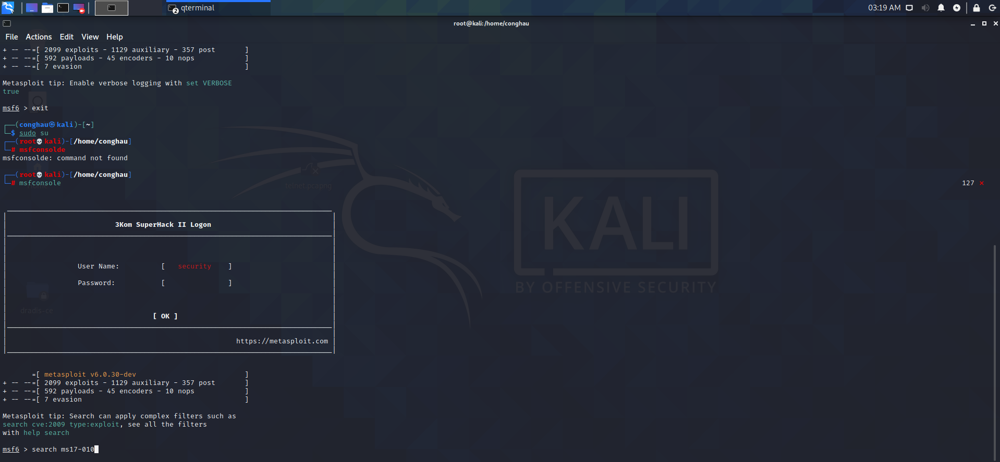 2 qterminal
03:19 AM
root@kali:/home/conghau
File Actions Edit View Help
+ -- --=[ 2099 exploits - 1129 auxiliary - 357 post ]
+ -- --=[ 592 payloads - 45 encoders - 10 nops ]
+ -- --=[ 7 evasion ]
Metasploit tip: Enable verbose logging with set VERBOSE
true
msf6 > exit
┌──(conghau㉿kali)-[~]
└─$ sudo su
┌──(root💀kali)-[/home/conghau]
└─# msfconsolde
msfconsolde: command not found
┌──(root💀kali)-[/home/conghau]
└─# msfconsole 127 ⨯
telnet.pcapng
3Kom SuperHack II Logon
User Name: [ security ]
Password: [ ]
[ OK ]
https://metasploit.com
dradis-ce
KALI
BY OFFENSIVE SECURITY
=[ metasploit v6.0.30-dev ]
+ -- --=[ 2099 exploits - 1129 auxiliary - 357 post ]
+ -- --=[ 592 payloads - 45 encoders - 10 nops ]
+ -- --=[ 7 evasion ]
Metasploit tip: Search can apply complex filters such as
search cve:2009 type:exploit, see all the filters
with help search
msf6 > search ms17-010